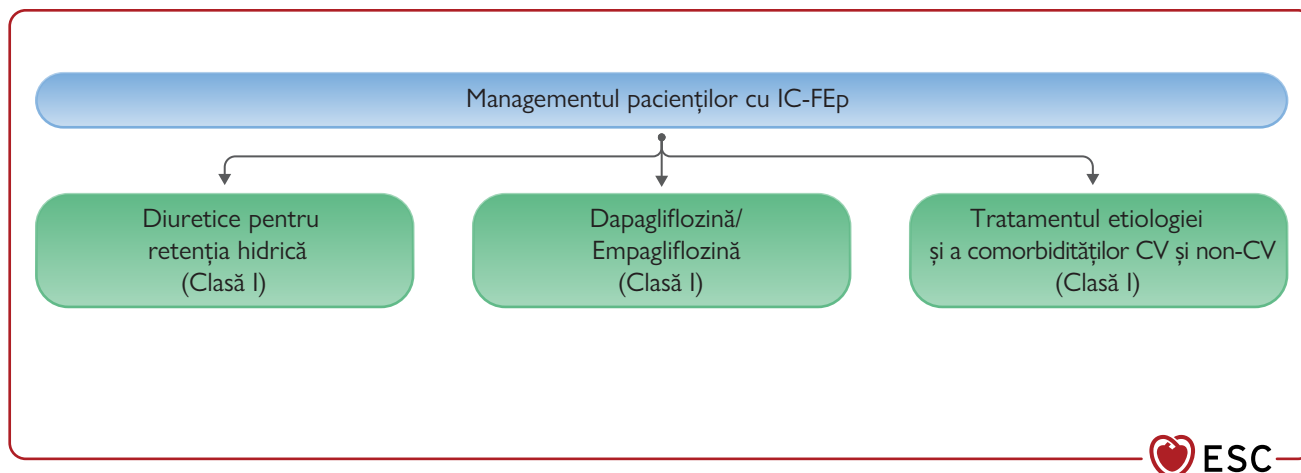 Managementul pacienților cu IC-FEp
Diuretice pentru
retenția hidrică
(Clasă I)
Dapagliflozină/
Empagliflozină
(Clasă I)
Tratamentul etiologiei
și a comorbidităților CV și non-CV
(Clasă I)
ESC